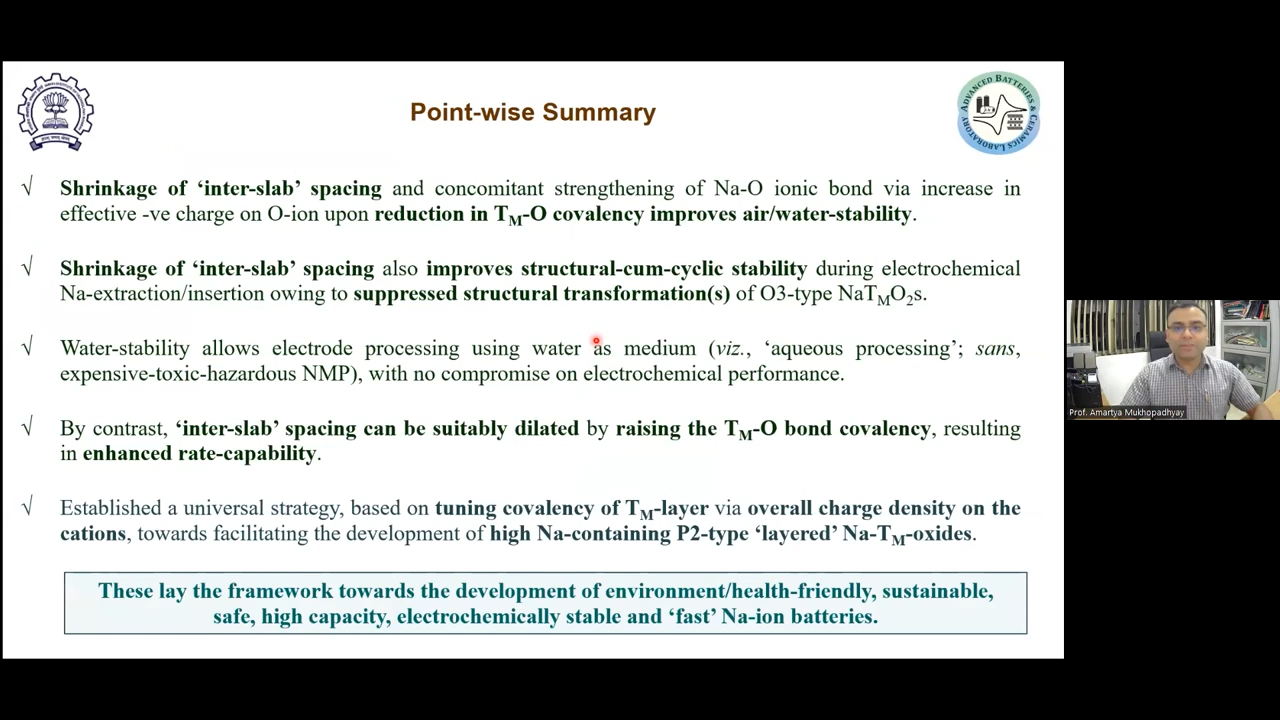 Point-wise Summary
ADVANCED BATTERIES & CERAMICS LABORATORY
√ Shrinkage of ‘inter-slab’ spacing and concomitant strengthening of Na-O ionic bond via increase in
effective -ve charge on O-ion upon reduction in TM-O covalency improves air/water-stability.
√ Shrinkage of ‘inter-slab’ spacing also improves structural-cum-cyclic stability during electrochemical
Na-extraction/insertion owing to suppressed structural transformation(s) of O3-type NaTMO2s.
√ Water-stability allows electrode processing using water as medium (viz., ‘aqueous processing’; sans,
expensive-toxic-hazardous NMP), with no compromise on electrochemical performance.
√ By contrast, ‘inter-slab’ spacing can be suitably dilated by raising the TM-O bond covalency, resulting
in enhanced rate-capability.
√ Established a universal strategy, based on tuning covalency of TM-layer via overall charge density on the
cations, towards facilitating the development of high Na-containing P2-type ‘layered’ Na-TM-oxides.
These lay the framework towards the development of environment/health-friendly, sustainable,
safe, high capacity, electrochemically stable and ‘fast’ Na-ion batteries.
Prof. Amartya Mukhopadhyay